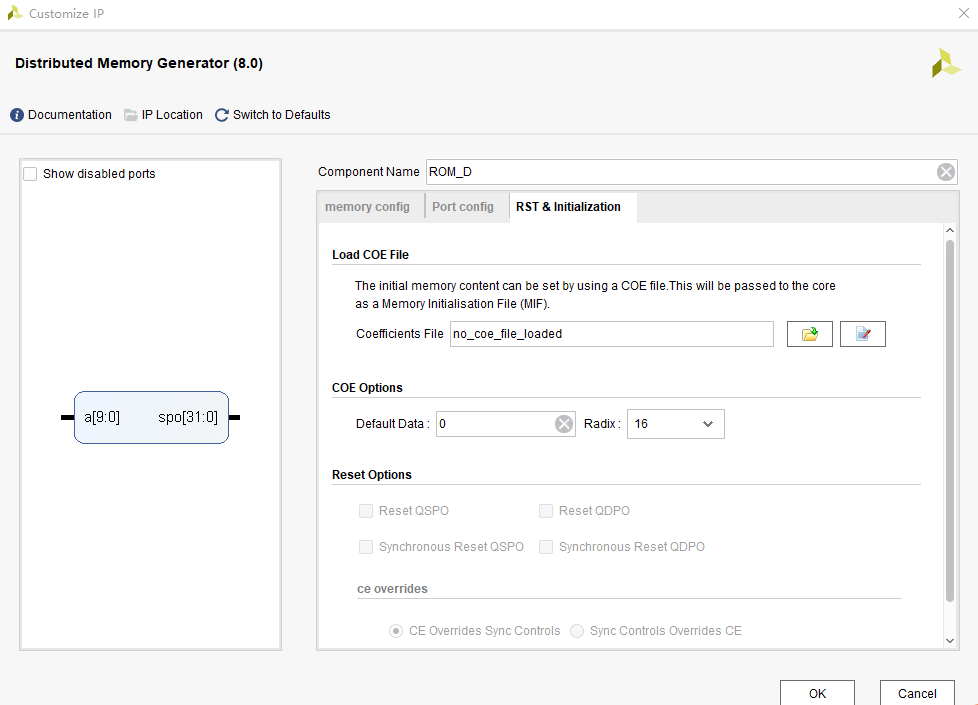 Customize IP
Distributed Memory Generator (8.0)
Documentation IP Location Switch to Defaults
Show disabled ports
a[9:0] spo[31:0]
Component Name ROM_D
memory config Port config RST & Initialization
Load COE File
The initial memory content can be set by using a COE file.This will be passed to the core
as a Memory Initialisation File (MIF).
Coefficients File no_coe_file_loaded
COE Options
Default Data : 0 Radix : 16
Reset Options
Reset QSPO Reset QDPO
Synchronous Reset QSPO Synchronous Reset QDPO
ce overrides
CE Overrides Sync Controls Sync Controls Overrides CE
OK Cancel